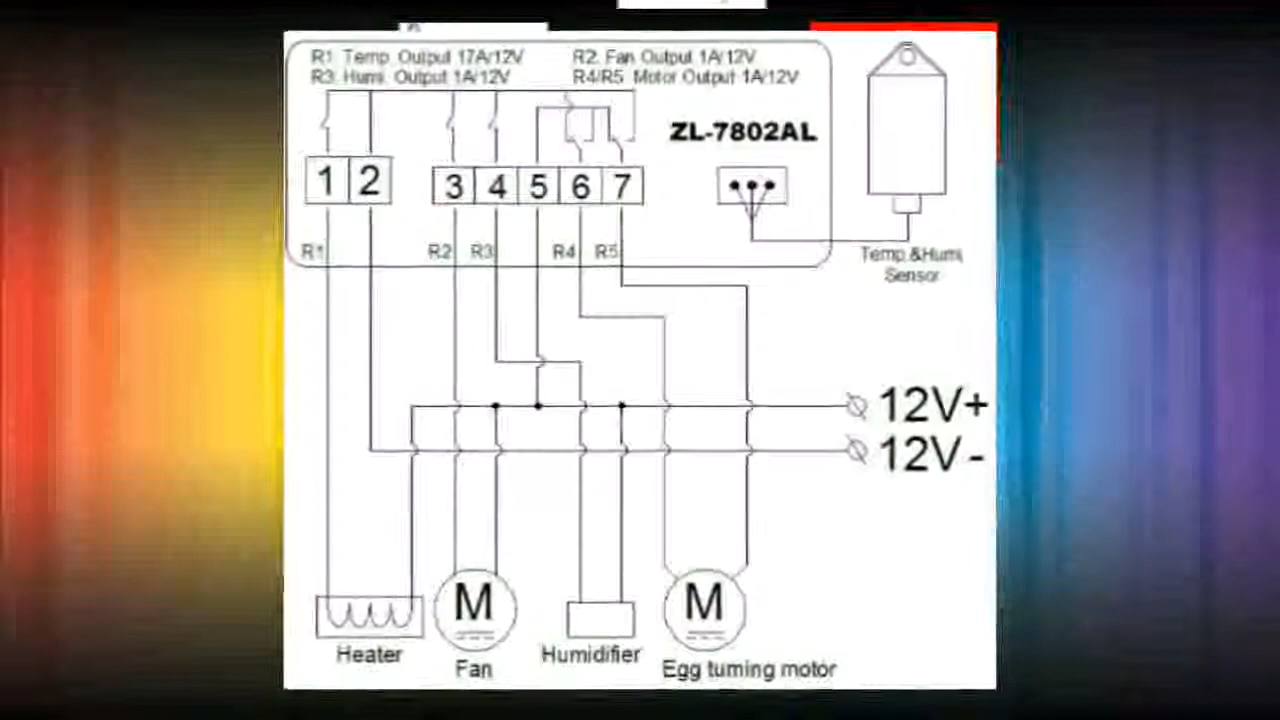 R1: Temp. Output 17A/12V R2: Fan Output 1A/12V
R3: Humi. Output 1A/12V R4/R5: Motor Output 1A/12V
ZL-7802AL
1 2 3 4 5 6 7
R1 R2 R3 R4 R5
Temp.&Humi.
Sensor
12V+
12V-
M M
Heater
Fan
Humidifier
Egg turning motor